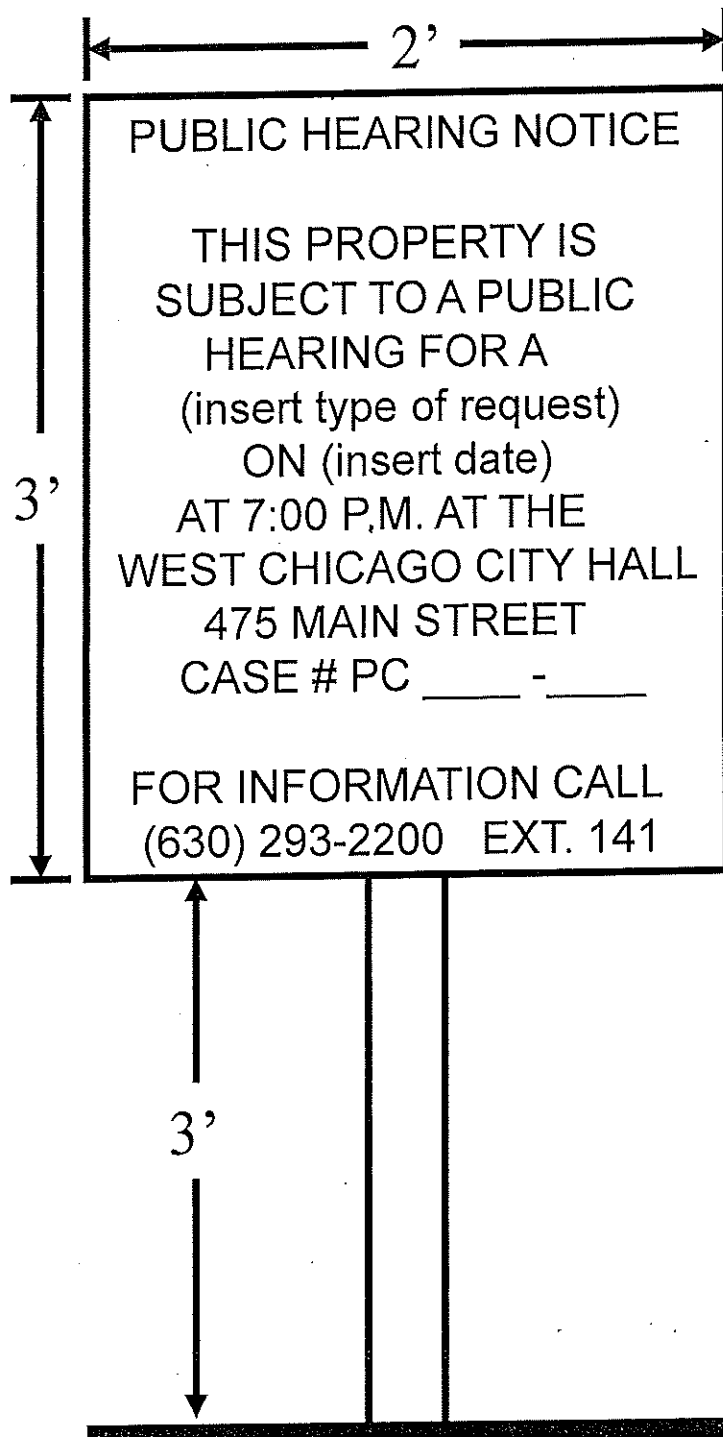 2’
PUBLIC HEARING NOTICE
THIS PROPERTY IS
SUBJECT TO A PUBLIC
HEARING FOR A
(insert type of request)
ON (insert date)
AT 7:00 P.M. AT THE
WEST CHICAGO CITY HALL
475 MAIN STREET
CASE # PC ____ -____
FOR INFORMATION CALL
(630) 293-2200 EXT. 141
3’
3’